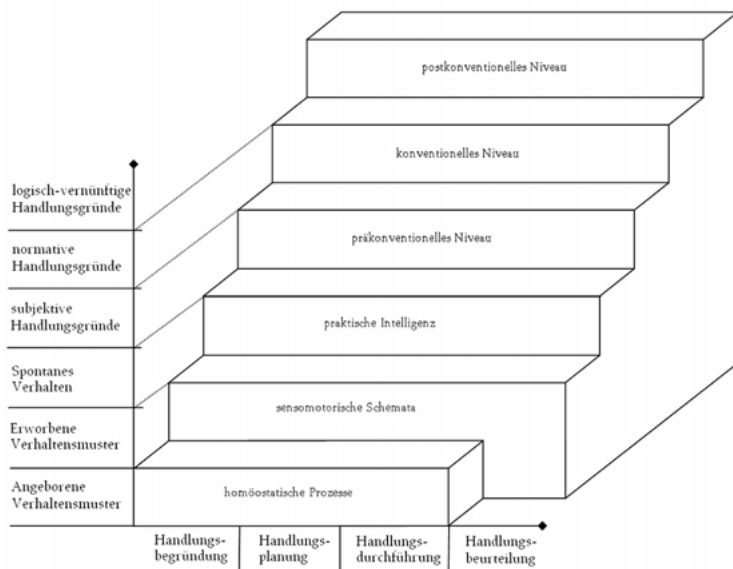 postkonventionelles Niveau
konventionelles Niveau
logisch-vernünftige
Handlungsgründe
präkonventionelles Niveau
normative
Handlungsgründe
subjektive
Handlungsgründe
praktische Intelligenz
Spontanes
Verhalten
sensomotorische Schemata
Erworbene
Verhaltensmuster
Angeborene
Verhaltensmuster
homöostatische Prozesse
Handlungs-
begründung
Handlungs-
planung
Handlungs-
durchführung
Handlungs-
beurteilung